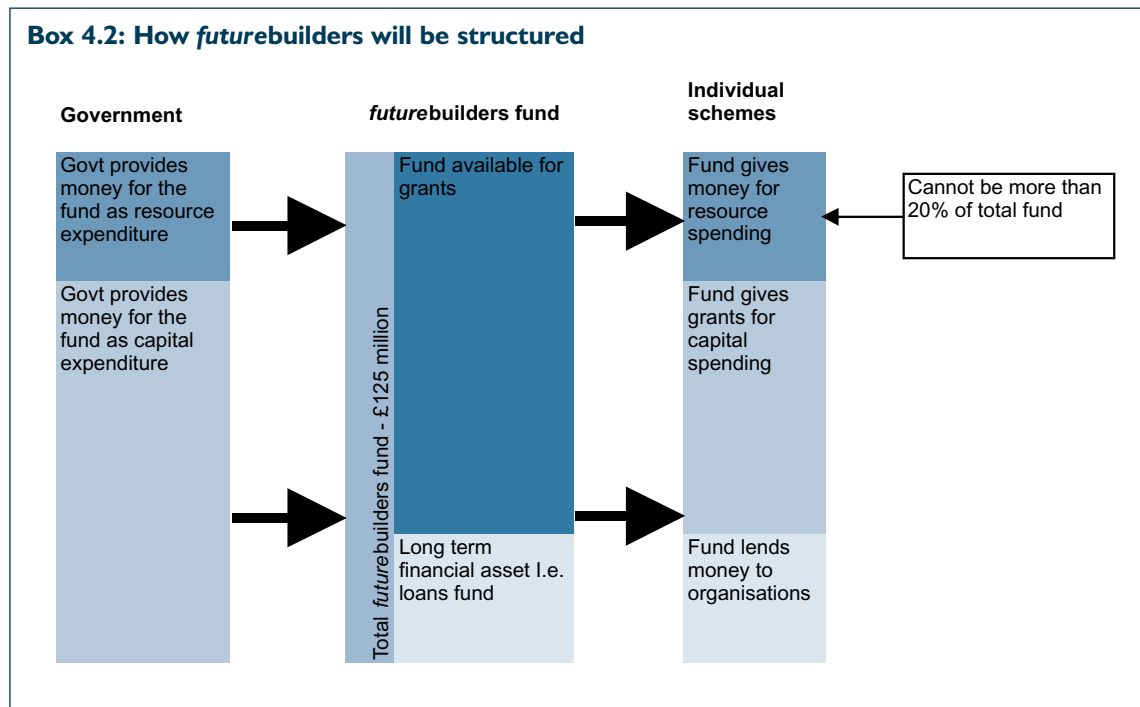 Box 4.2: How futurebuilders will be structured
Government
futurebuilders fund
Individual
schemes
Govt provides
money for the
fund as resource
expenditure
Govt provides
money for the
fund as capital
expenditure
Total futurebuilders fund - £125 million
Fund available for
grants
Long term
financial asset I.e.
loans fund
Fund gives
money for
resource
spending
Fund gives
grants for
capital
spending
Fund lends
money to
organisations
Cannot be more than
20% of total fund